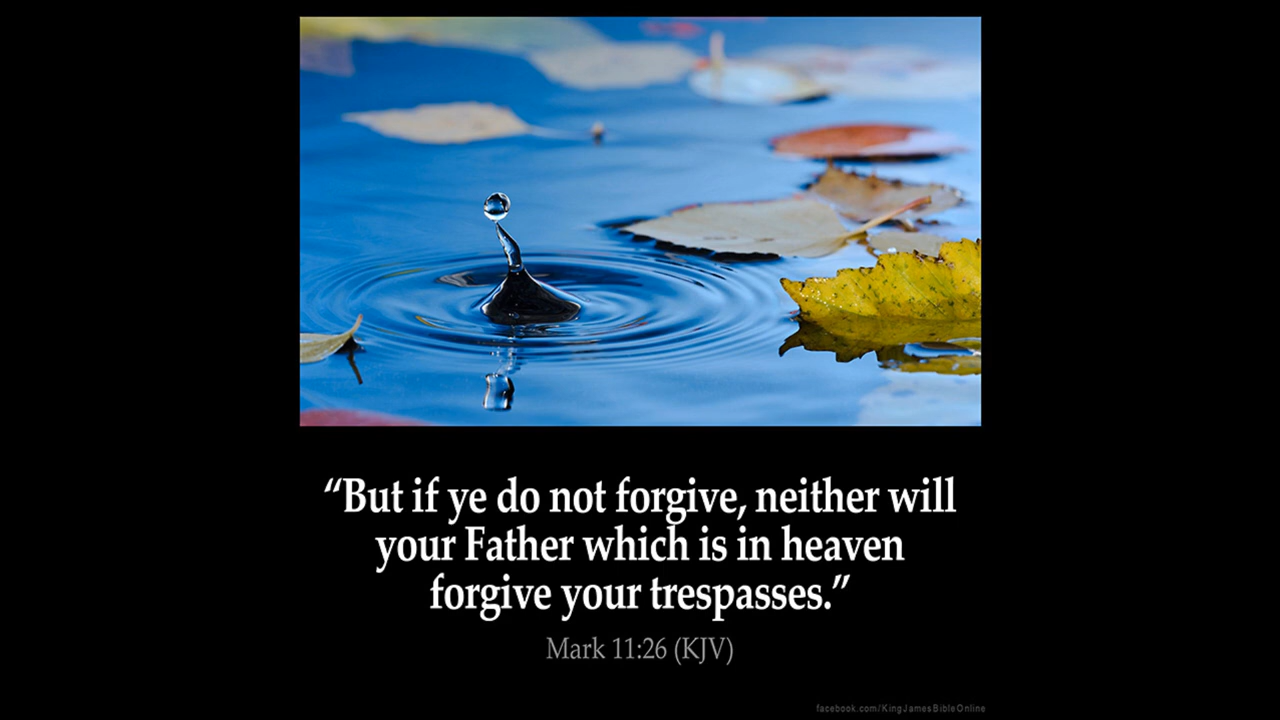 “But if ye do not forgive, neither will
your Father which is in heaven
forgive your trespasses.”
Mark 11:26 (KJV)
facebook.com/KingJamesBibleOnline